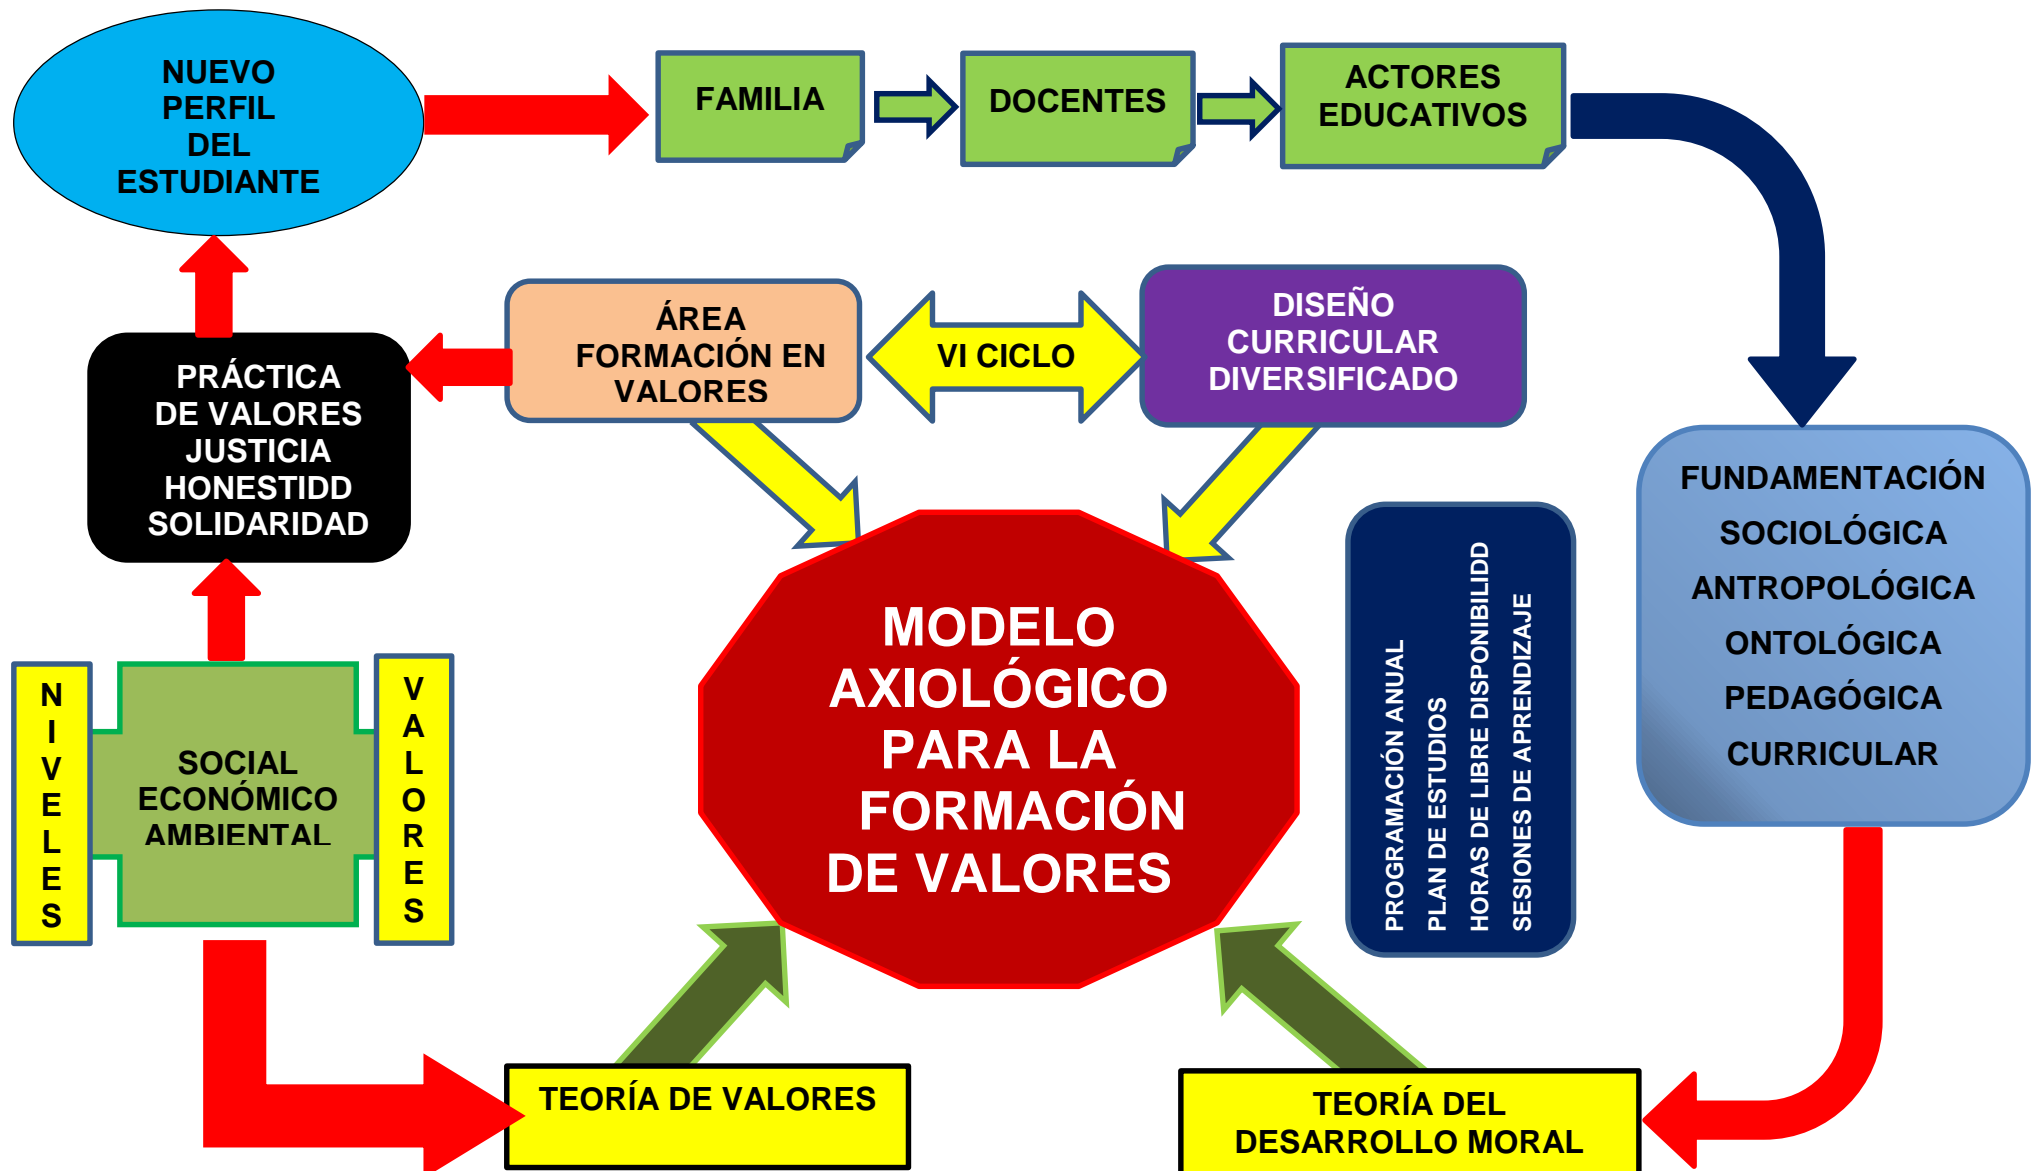 NUEVO
PERFIL
DEL
ESTUDIANTE
FAMILIA
DOCENTES
ACTORES
EDUCATIVOS
ÁREA
FORMACIÓN EN
VALORES
VI CICLO
DISEÑO
CURRICULAR
DIVERSIFICADO
PRÁCTICA
DE VALORES
JUSTICIA
HONESTIDD
SOLIDARIDAD
FUNDAMENTACIÓN
SOCIOLÓGICA
ANTROPOLÓGICA
ONTOLÓGICA
PEDAGÓGICA
CURRICULAR
MODELO
AXIOLÓGICO
PARA LA
FORMACIÓN
DE VALORES
PROGRAMACIÓN ANUAL
PLAN DE ESTUDIOS
HORAS DE LIBRE DISPONIBILIDD
SESIONES DE APRENDIZAJE
NIVELES
SOCIAL
ECONÓMICO
AMBIENTAL
VALORES
TEORÍA DE VALORES
TEORÍA DEL
DESARROLLO MORAL